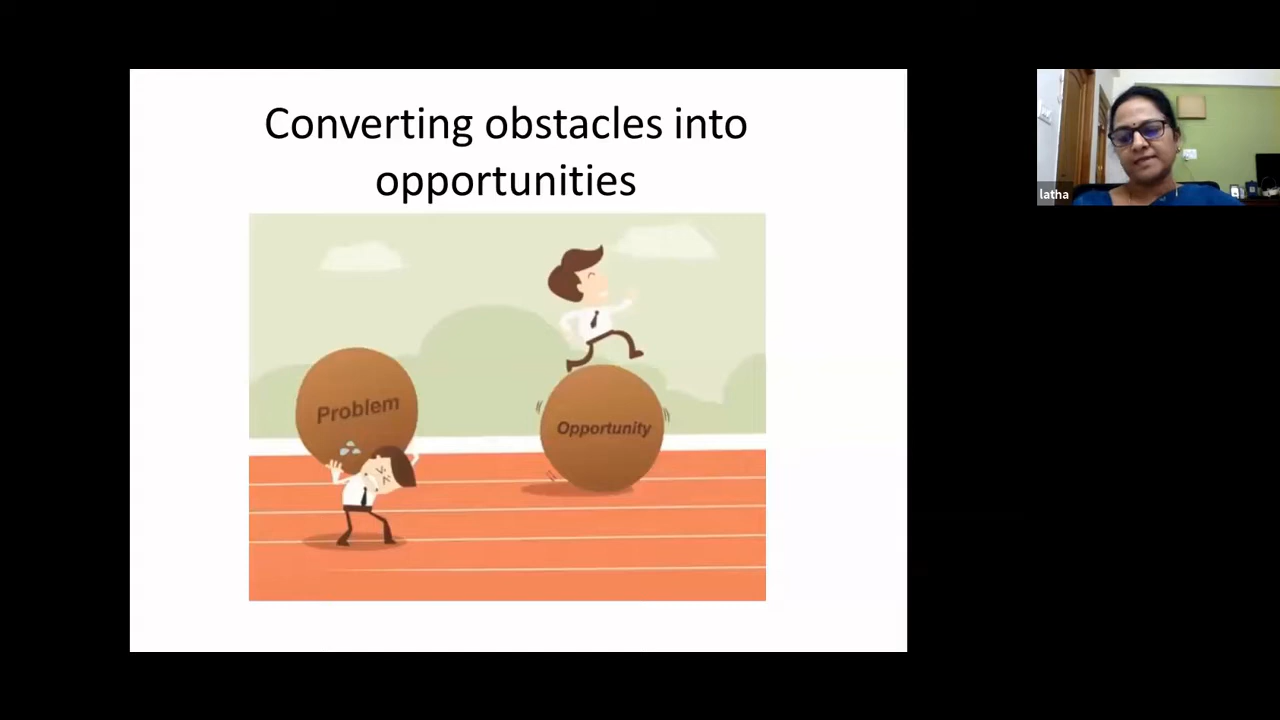 Converting obstacles into
opportunities
Problem
Opportunity
latha